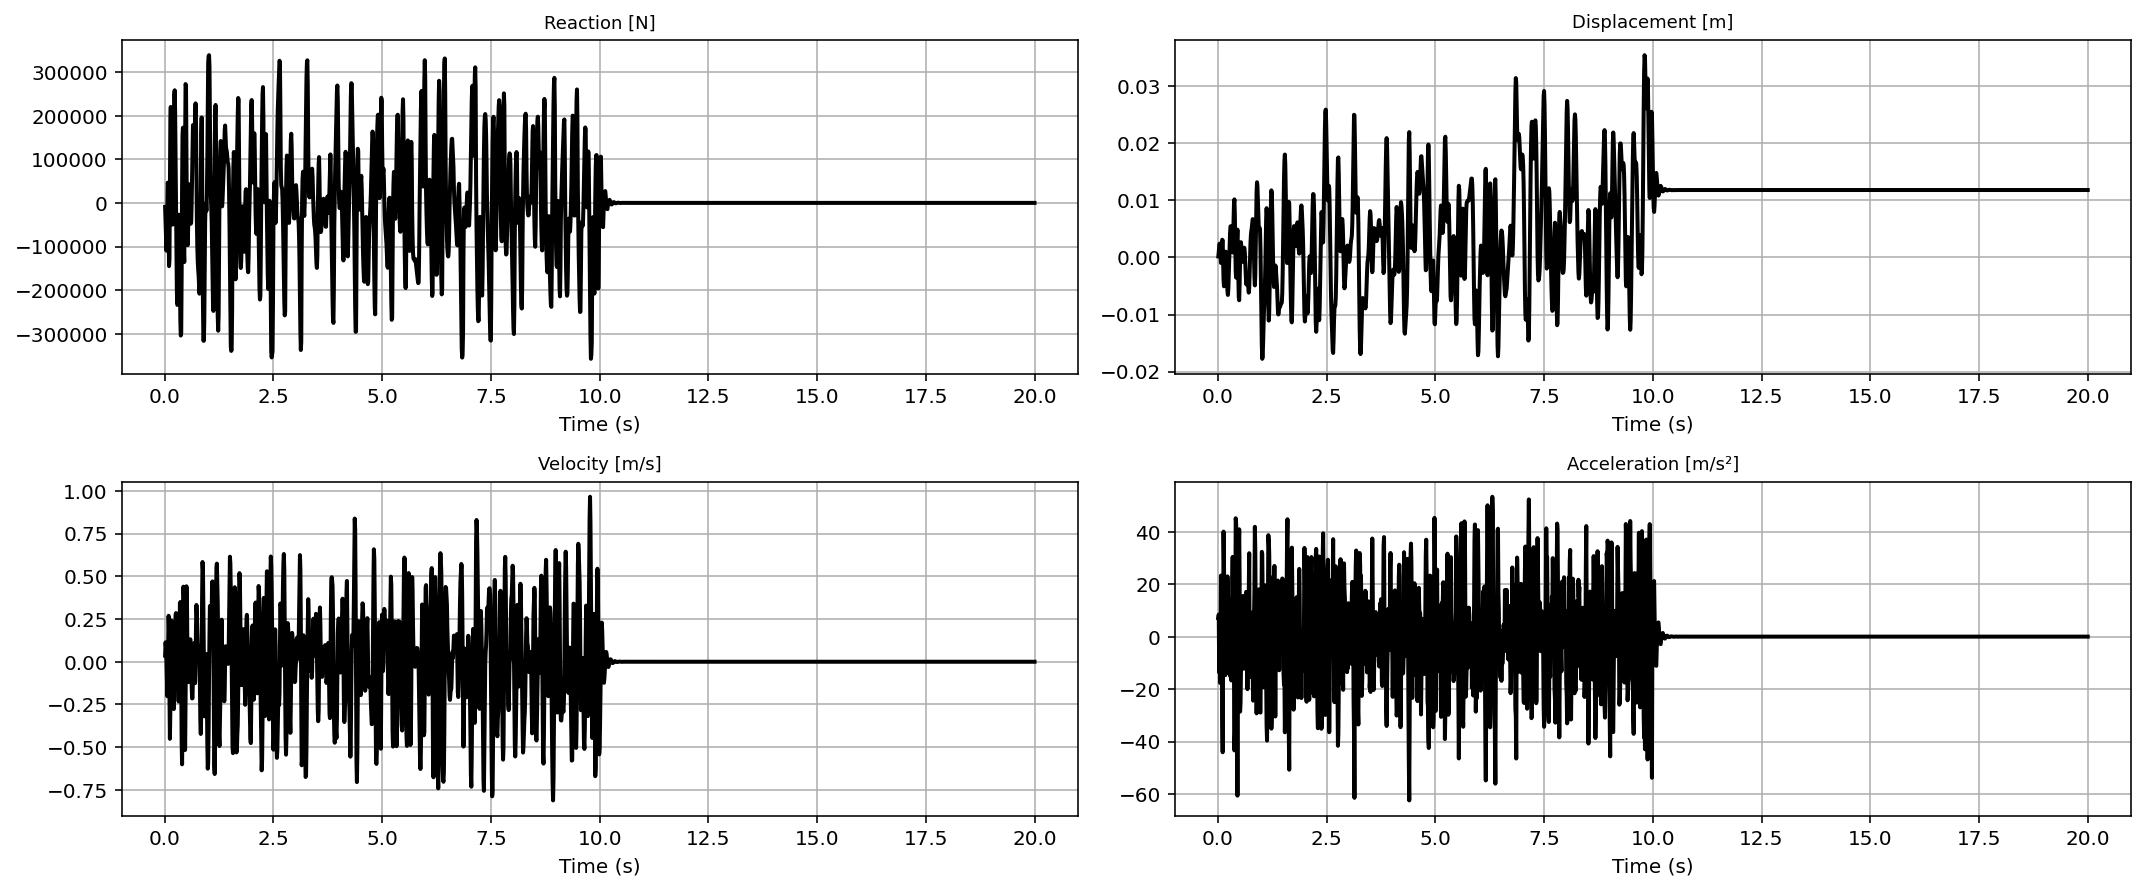 Reaction [N]
300000
200000
100000
0
−100000
−200000
−300000
0.0 2.5 5.0 7.5 10.0 12.5 15.0 17.5 20.0
Time (s)
Displacement [m]
0.03
0.02
0.01
0.00
−0.01
−0.02
0.0 2.5 5.0 7.5 10.0 12.5 15.0 17.5 20.0
Time (s)
Velocity [m/s]
1.00
0.75
0.50
0.25
0.00
−0.25
−0.50
−0.75
0.0 2.5 5.0 7.5 10.0 12.5 15.0 17.5 20.0
Time (s)
Acceleration [m/s²]
40
20
0
−20
−40
−60
0.0 2.5 5.0 7.5 10.0 12.5 15.0 17.5 20.0
Time (s)